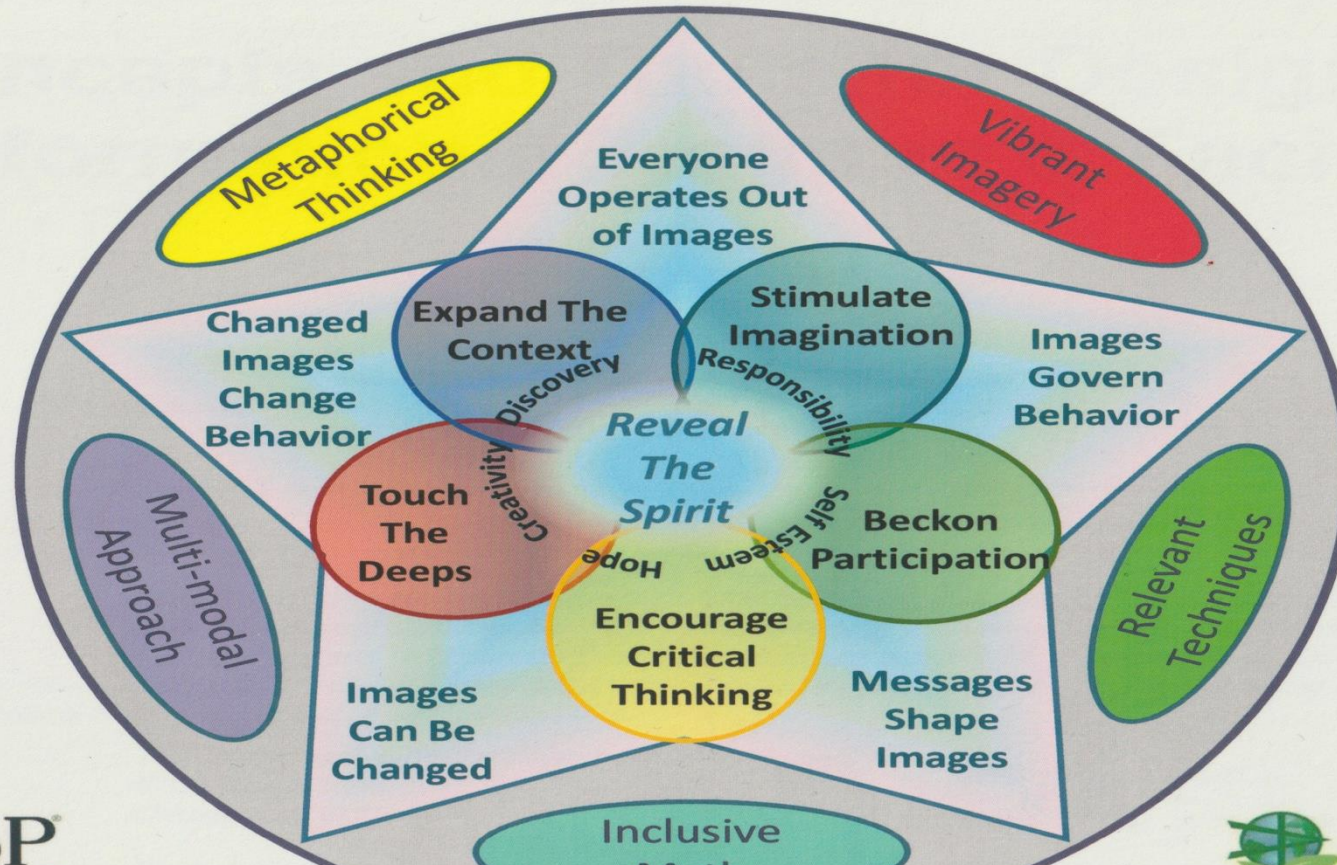 Metaphorical
Thinking
Vibrant
Imagery
Everyone
Operates Out
of Images
Expand The
Context
Stimulate
Imagination
Changed
Images
Change
Behavior
Images
Govern
Behavior
Discovery
Responsibility
Reveal
The
Spirit
Creativity
Self Esteem
Hope
Touch
The
Deeps
Beckon
Participation
Multi-modal
Approach
Relevant
Techniques
Encourage
Critical
Thinking
Images
Can Be
Changed
Messages
Shape
Images
Inclusive